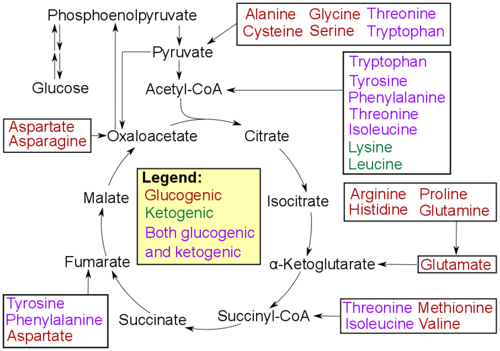 Phosphoenolpyruvate
Alanine Glycine Threonine
Cysteine Serine Tryptophan
Pyruvate
Glucose
Acetyl-CoA
Tryptophan
Tyrosine
Phenylalanine
Threonine
Isoleucine
Lysine
Leucine
Aspartate
Asparagine
Oxaloacetate
Citrate
Legend:
Glucogenic
Ketogenic
Both glucogenic
and ketogenic
Malate
Isocitrate
Arginine Proline
Histidine Glutamine
Fumarate
α-Ketoglutarate
Glutamate
Tyrosine
Phenylalanine
Aspartate
Succinate
Succinyl-CoA
Threonine Methionine
Isoleucine Valine